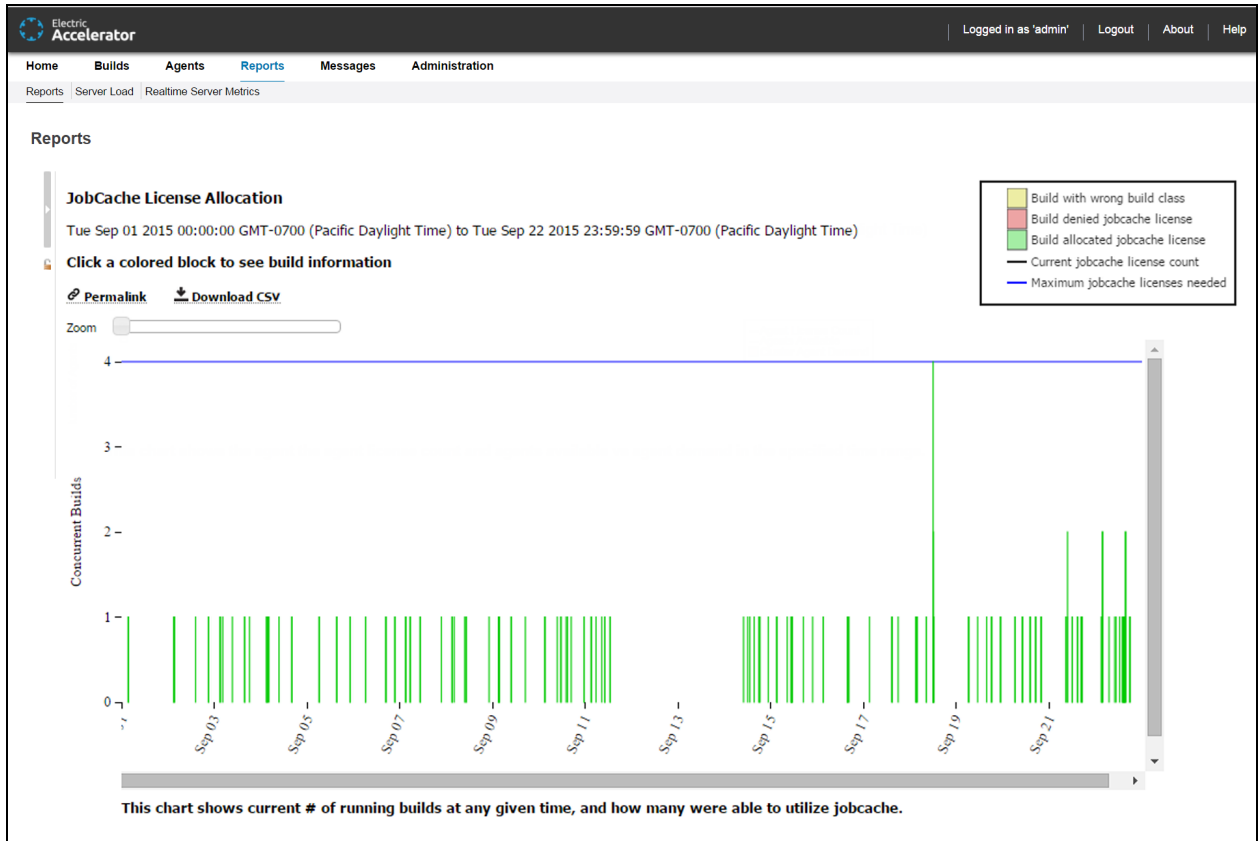 Electric
Accelerator
Logged in as 'admin' Logout About Help
Home Builds Agents Reports Messages Administration
Reports Server Load Realtime Server Metrics
Reports
JobCache License Allocation
Tue Sep 01 2015 00:00:00 GMT-0700 (Pacific Daylight Time) to Tue Sep 22 2015 23:59:59 GMT-0700 (Pacific Daylight Time)
Click a colored block to see build information
Permalink Download CSV
Zoom
Build with wrong build class
Build denied jobcache license
Build allocated jobcache license
Current jobcache license count
Maximum jobcache licenses needed
4
3
2
1
0
Concurrent Builds
Sep 03
Sep 05
Sep 07
Sep 09
Sep 11
Sep 13
Sep 15
Sep 17
Sep 19
Sep 21
This chart shows current # of running builds at any given time, and how many were able to utilize jobcache.